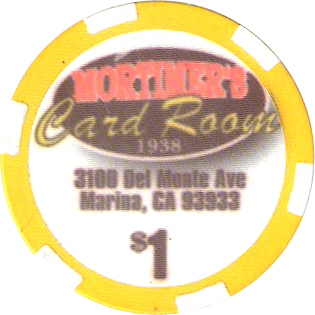 MORTIMER'S
Card Room
1938
3100 Del Monte Ave
Marina, CA 93933
$1